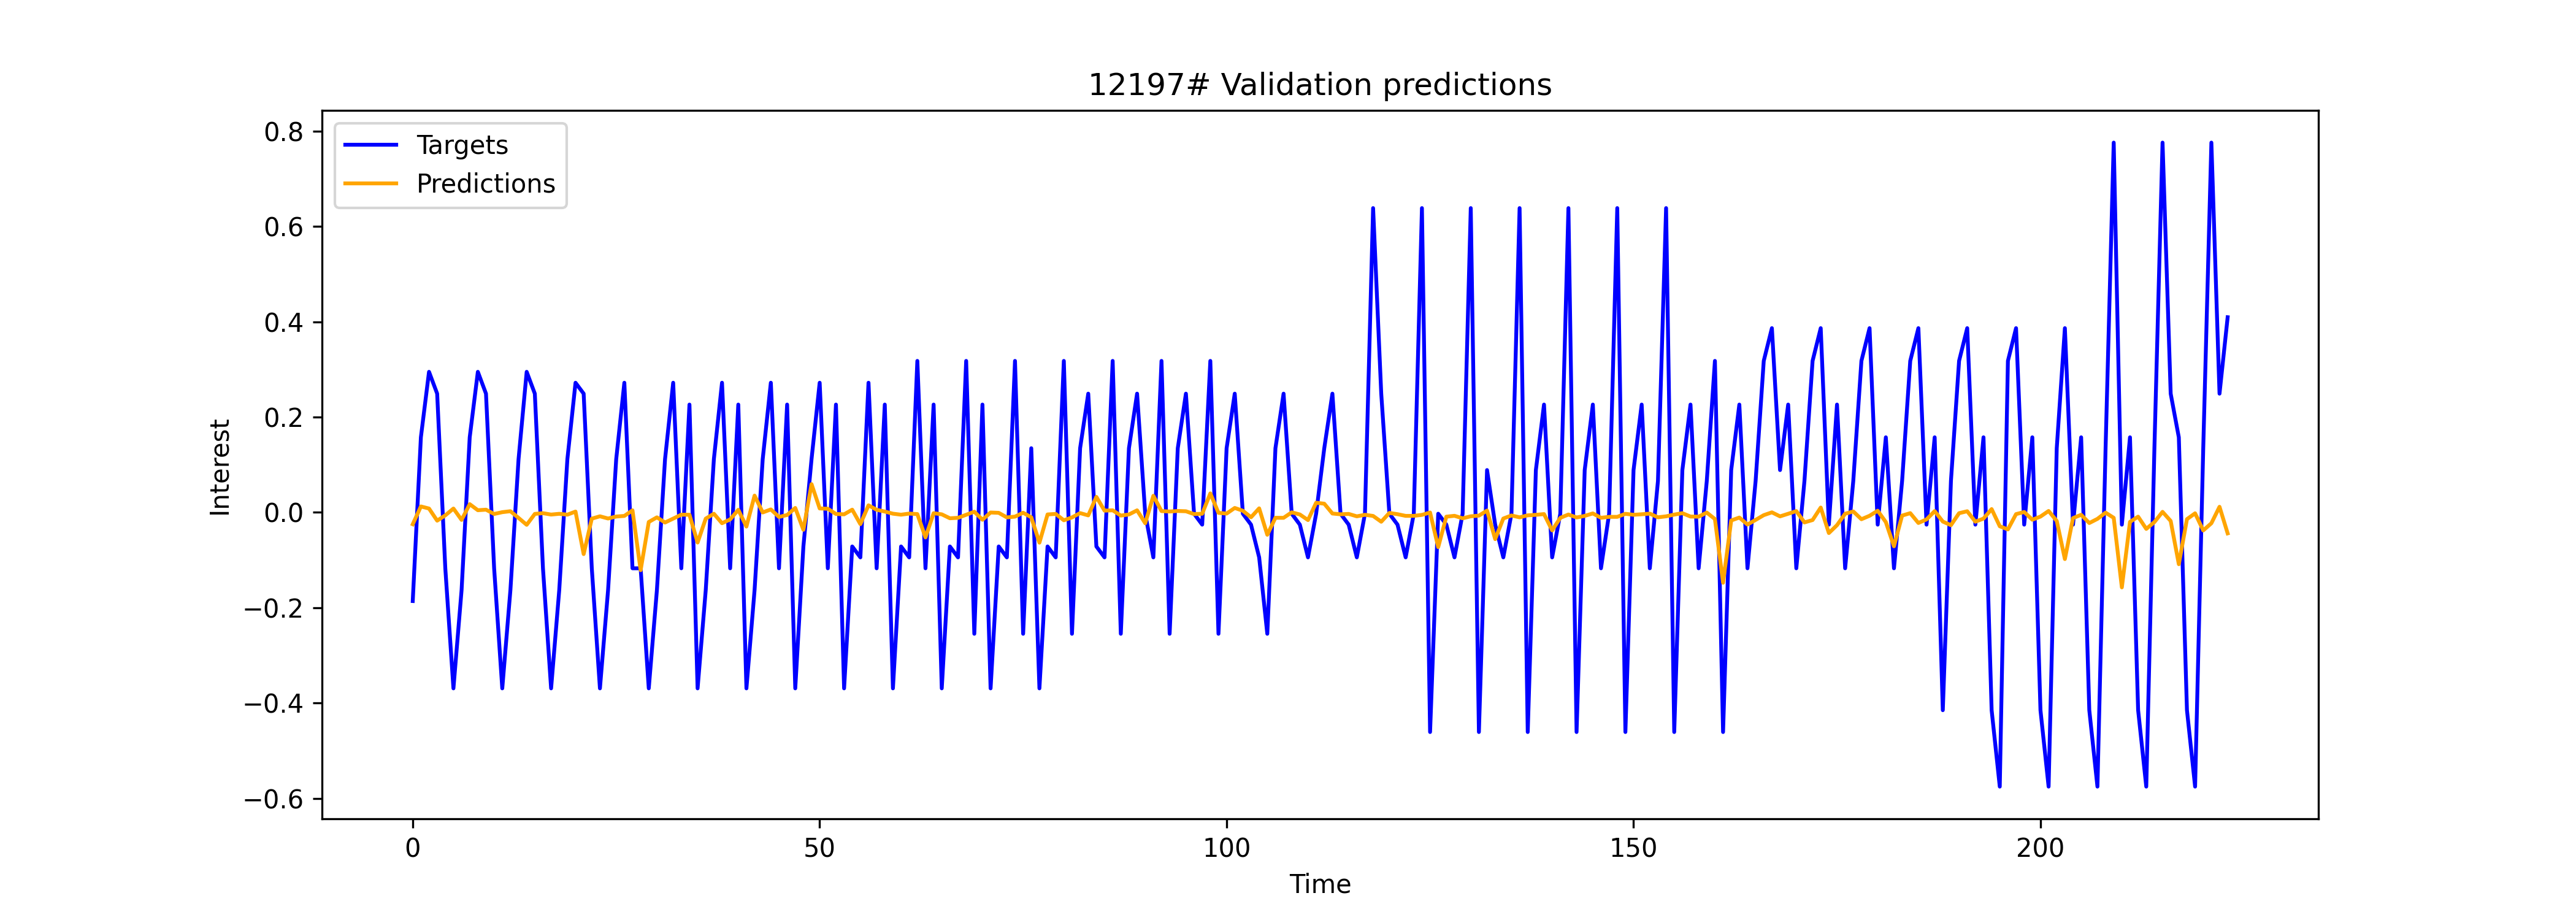 12197# Validation predictions
Targets
Predictions
0.8
0.6
0.4
0.2
0.0
−0.2
−0.4
−0.6
Interest
0 50 100 150 200
Time